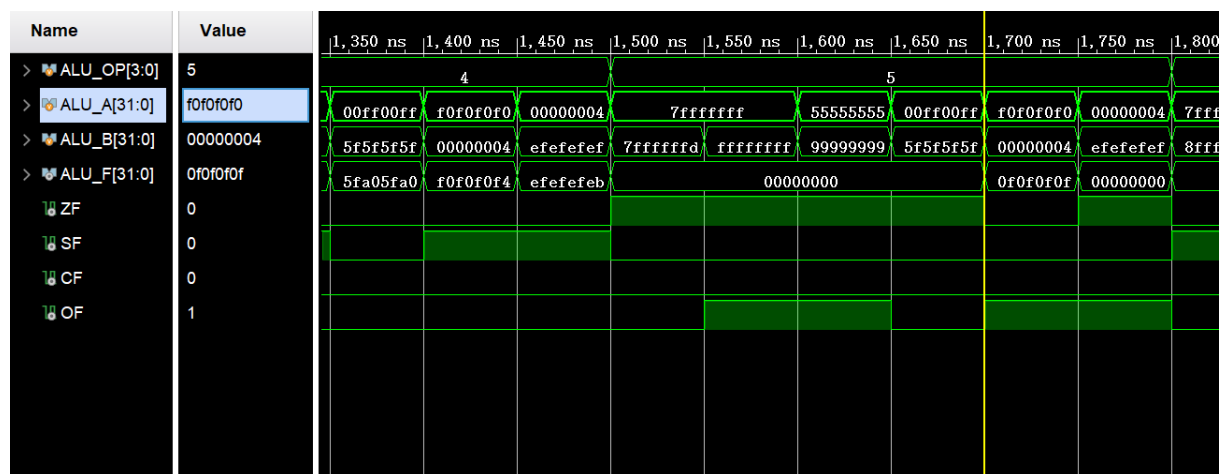 Name Value
1,350 ns 1,400 ns 1,450 ns 1,500 ns 1,550 ns 1,600 ns 1,650 ns 1,700 ns 1,750 ns 1,800
> ALU_OP[3:0] 5 4 5
> ALU_A[31:0] f0f0f0f0 00ff00ff f0f0f0f0 00000004 7fffffff 55555555 00ff00ff f0f0f0f0 00000004 7fff
> ALU_B[31:0] 00000004 5f5f5f5f 00000004 efefefef 7ffffffd ffffffff 99999999 5f5f5f5f 00000004 efefefef 8fff
> ALU_F[31:0] 0f0f0f0f 5fa05fa0 f0f0f0f4 efefefeb 00000000 0f0f0f0f 00000000
ZF 0
SF 0
CF 0
OF 1